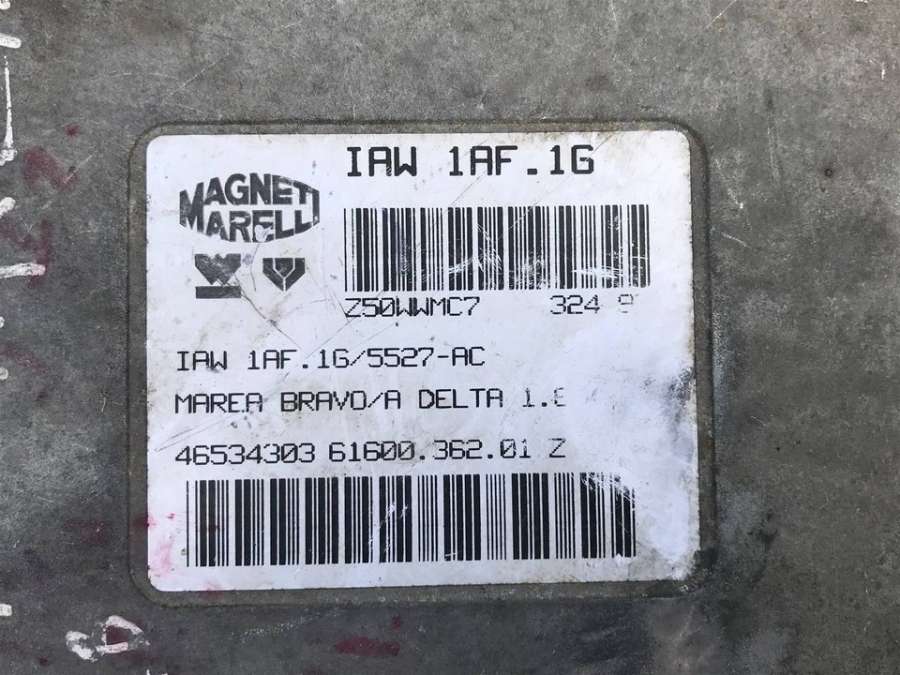 IAW 1AF.1G
MAGNETI
MARELLI
Z50WWMC7 324
IAW 1AF.1G/5527-AC
MAREA BRAVO/A DELTA
46534303 61600.362.01 Z